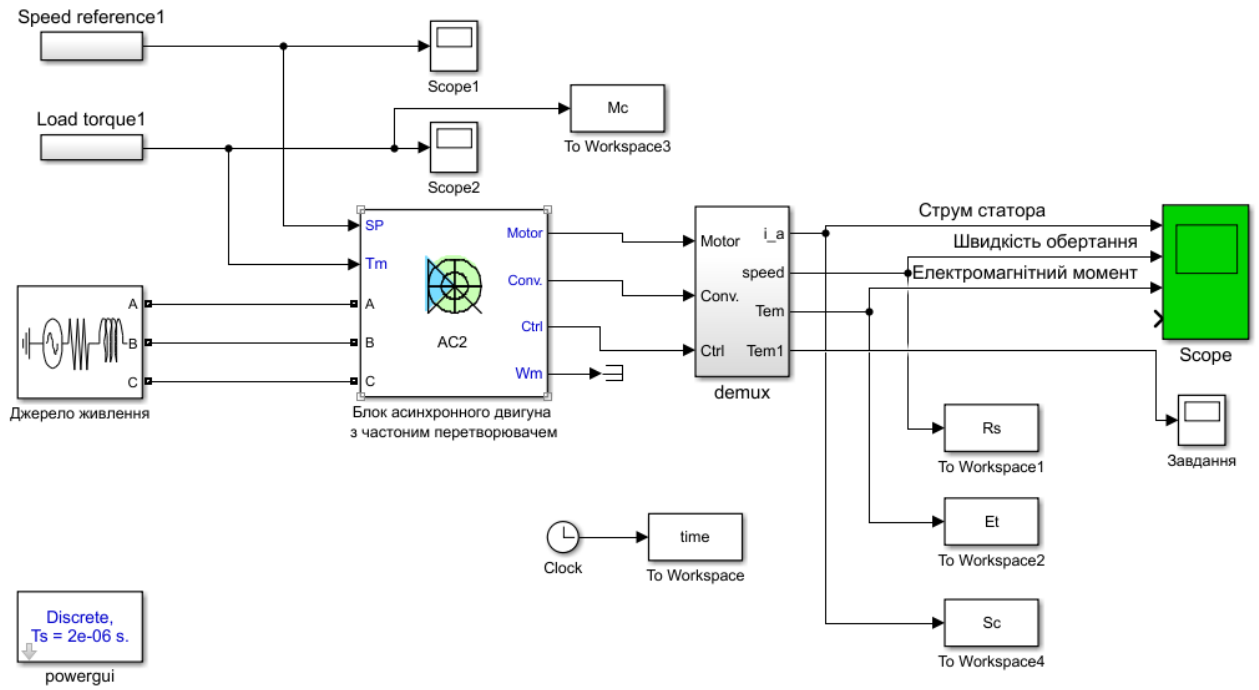 Speed reference1
Scope1
Load torque1
Mc
To Workspace3
Scope2
SP
Tm
A
B
C
Motor
Conv.
Ctrl
Wm
AC2
A
B
C
Джерело живлення
Блок асинхронного двигуна
з частоним перетворювачем
Motor
Conv.
Ctrl
i_a
speed
Tem
Tem1
demux
Струм статора
Швидкість обертання
Електромагнітний момент
Scope
Завдання
Rs
To Workspace1
Et
To Workspace2
Sc
To Workspace4
Clock
time
To Workspace
Discrete,
Ts = 2e-06 s.
powergui